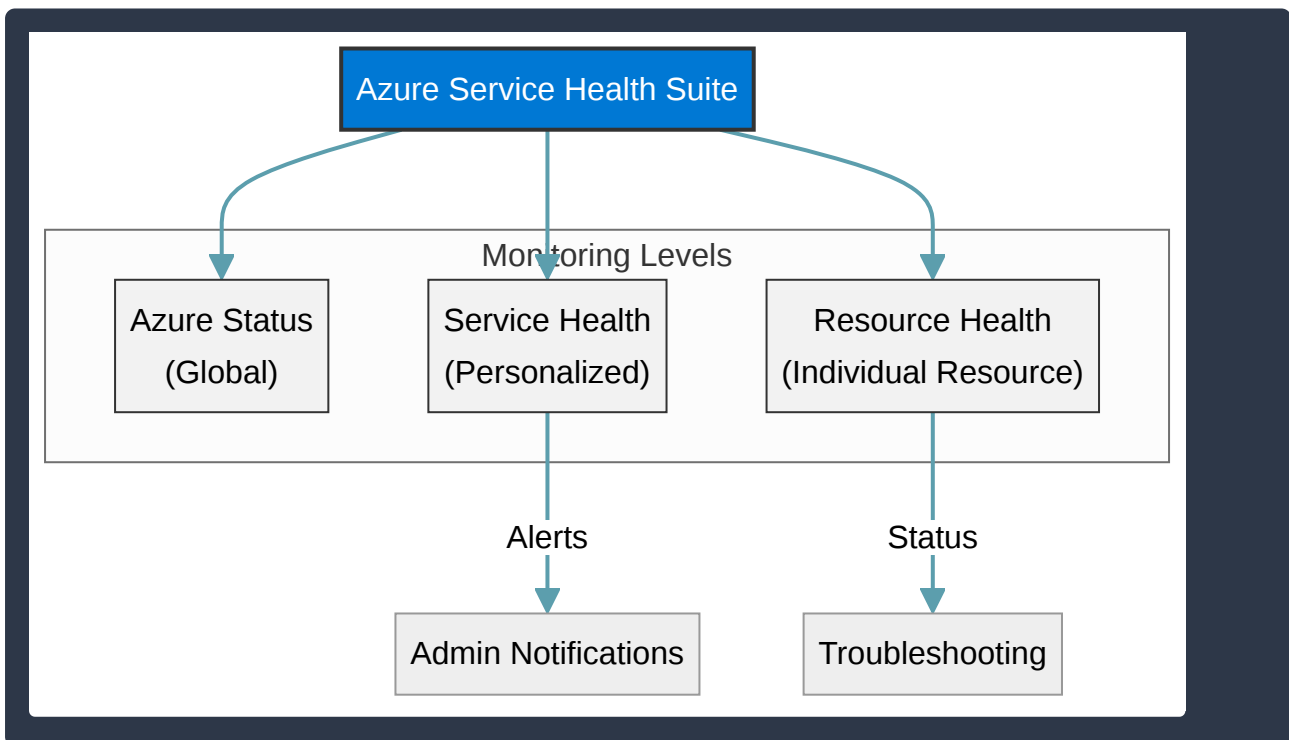 Azure Service Health Suite
Monitoring Levels
Azure Status
(Global)
Service Health
(Personalized)
Resource Health
(Individual Resource)
Alerts
Status
Admin Notifications
Troubleshooting